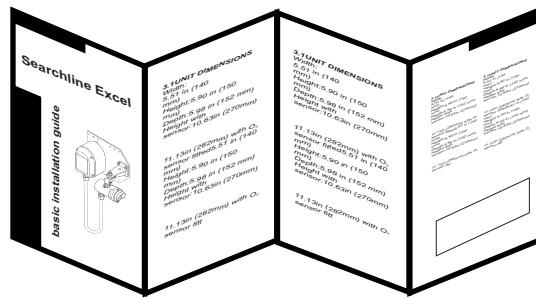 Searchline Excel
basic installation guide
3.1UNIT DIMENSIONS
Width:
5.51 in (140
mm)
Height:5.90 in (150
mm)
Depth:5.98 in (152 mm)
Height with
sensor:10.63in (270mm)
11.13in (282mm) with O₂
sensor fitted5.51 in (140
mm)
Height:5.90 in (150
mm)
Depth:5.98 in (152 mm)
Height with
sensor:10.63in (270mm)
11.13in (282mm) with O₂
sensor fitt
3.1UNIT DIMENSIONS
Width:
5.51 in (140
mm)
Height:5.90 in (150
mm)
Depth:5.98 in (152 mm)
Height with
sensor:10.63in (270mm)
11.13in (282mm) with O₂
sensor fitted5.51 in (140
mm)
Height:5.90 in (150
mm)
Depth:5.98 in (152 mm)
Height with
sensor:10.63in (270mm)
11.13in (282mm) with O₂
sensor fitt